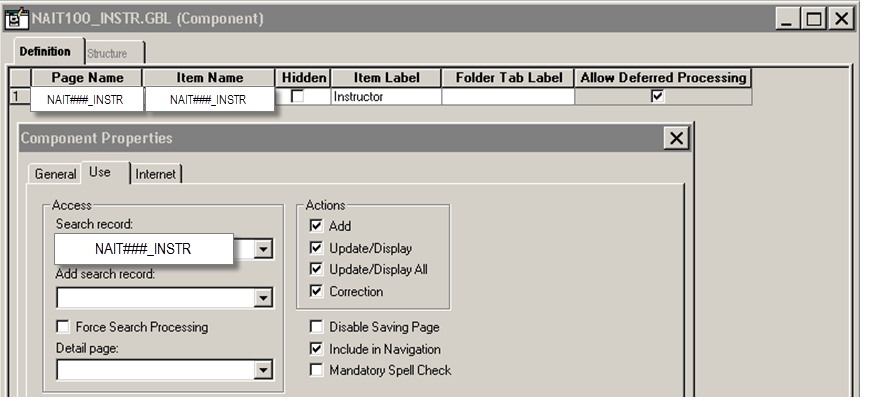 NAIT100_INSTR.GBL (Component)
Definition Structure
Page Name Item Name Hidden Item Label Folder Tab Label Allow Deferred Processing
1 NAIT###_INSTR NAIT###_INSTR Instructor
Component Properties
General Use Internet
Access
Search record:
NAIT###_INSTR
Add search record:
Force Search Processing
Detail page:
Actions
Add
Update/Display
Update/Display All
Correction
Disable Saving Page
Include in Navigation
Mandatory Spell Check